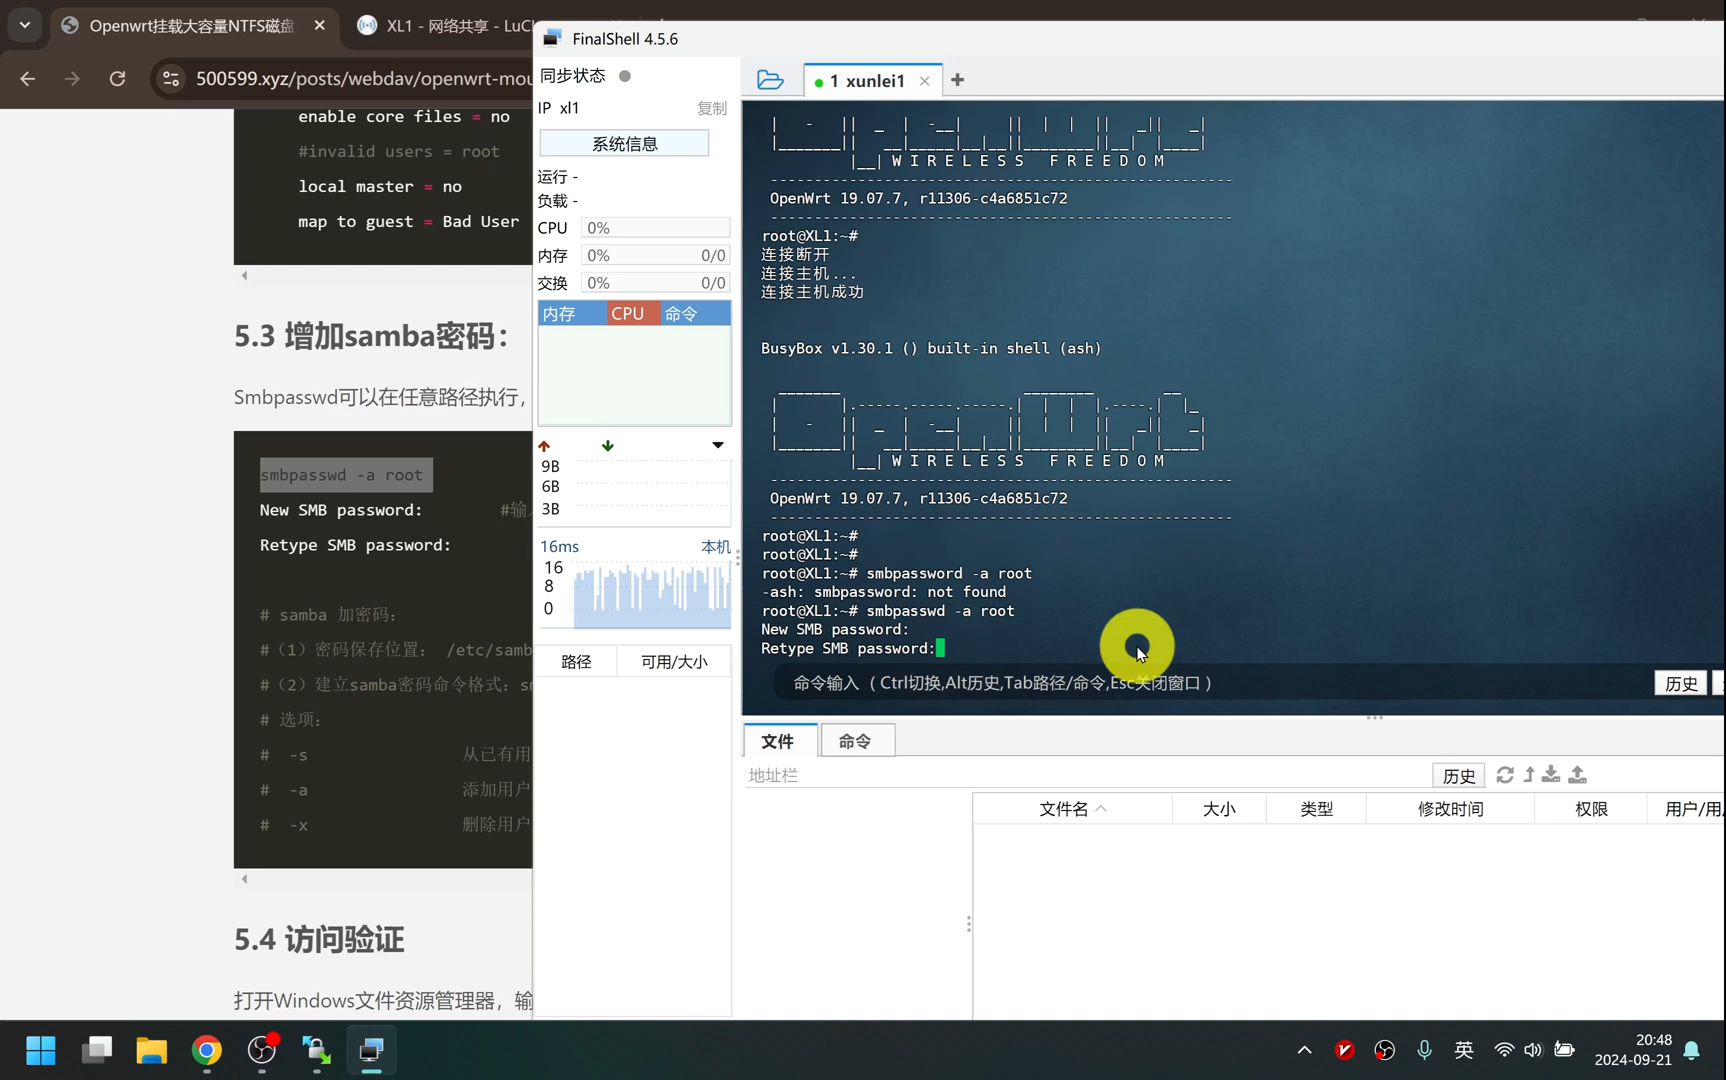 Openwrt挂载大容量NTFS磁盘
XL1 - 网络共享 - LuC
500599.xyz/posts/webdav/openwrt-mou
enable core files = no
#invalid users = root
local master = no
map to guest = Bad User
5.3 增加samba密码：
Smbpasswd可以在任意路径执行，
smbpasswd -a root
New SMB password: #输
Retype SMB password:
# samba 加密码：
#（1）密码保存位置： /etc/samb
#（2）建立samba密码命令格式：sm
# 选项：
# -s 从已有用
# -a 添加用户
# -x 删除用户
5.4 访问验证
打开Windows文件资源管理器，输
FinalShell 4.5.6
同步状态
IP xl1 复制
系统信息
运行 -
负载 -
CPU 0%
内存 0% 0/0
交换 0% 0/0
内存 CPU 命令
9B
6B
3B
16ms 本机
16
8
0
路径 可用/大小
1 xunlei1
W I R E L E S S F R E E D O M
OpenWrt 19.07.7, r11306-c4a6851c72
root@XL1:~#
连接断开
连接主机...
连接主机成功
BusyBox v1.30.1 () built-in shell (ash)
OpenWrt
W I R E L E S S F R E E D O M
OpenWrt 19.07.7, r11306-c4a6851c72
root@XL1:~#
root@XL1:~#
root@XL1:~# smbpassword -a root
-ash: smbpassword: not found
root@XL1:~# smbpasswd -a root
New SMB password:
Retype SMB password:
命令输入 （Ctrl切换,Alt历史,Tab路径/命令,Esc关闭窗口）
历史
文件 命令
地址栏 历史
文件名 大小 类型 修改时间 权限 用户/用
英
20:48
2024-09-21